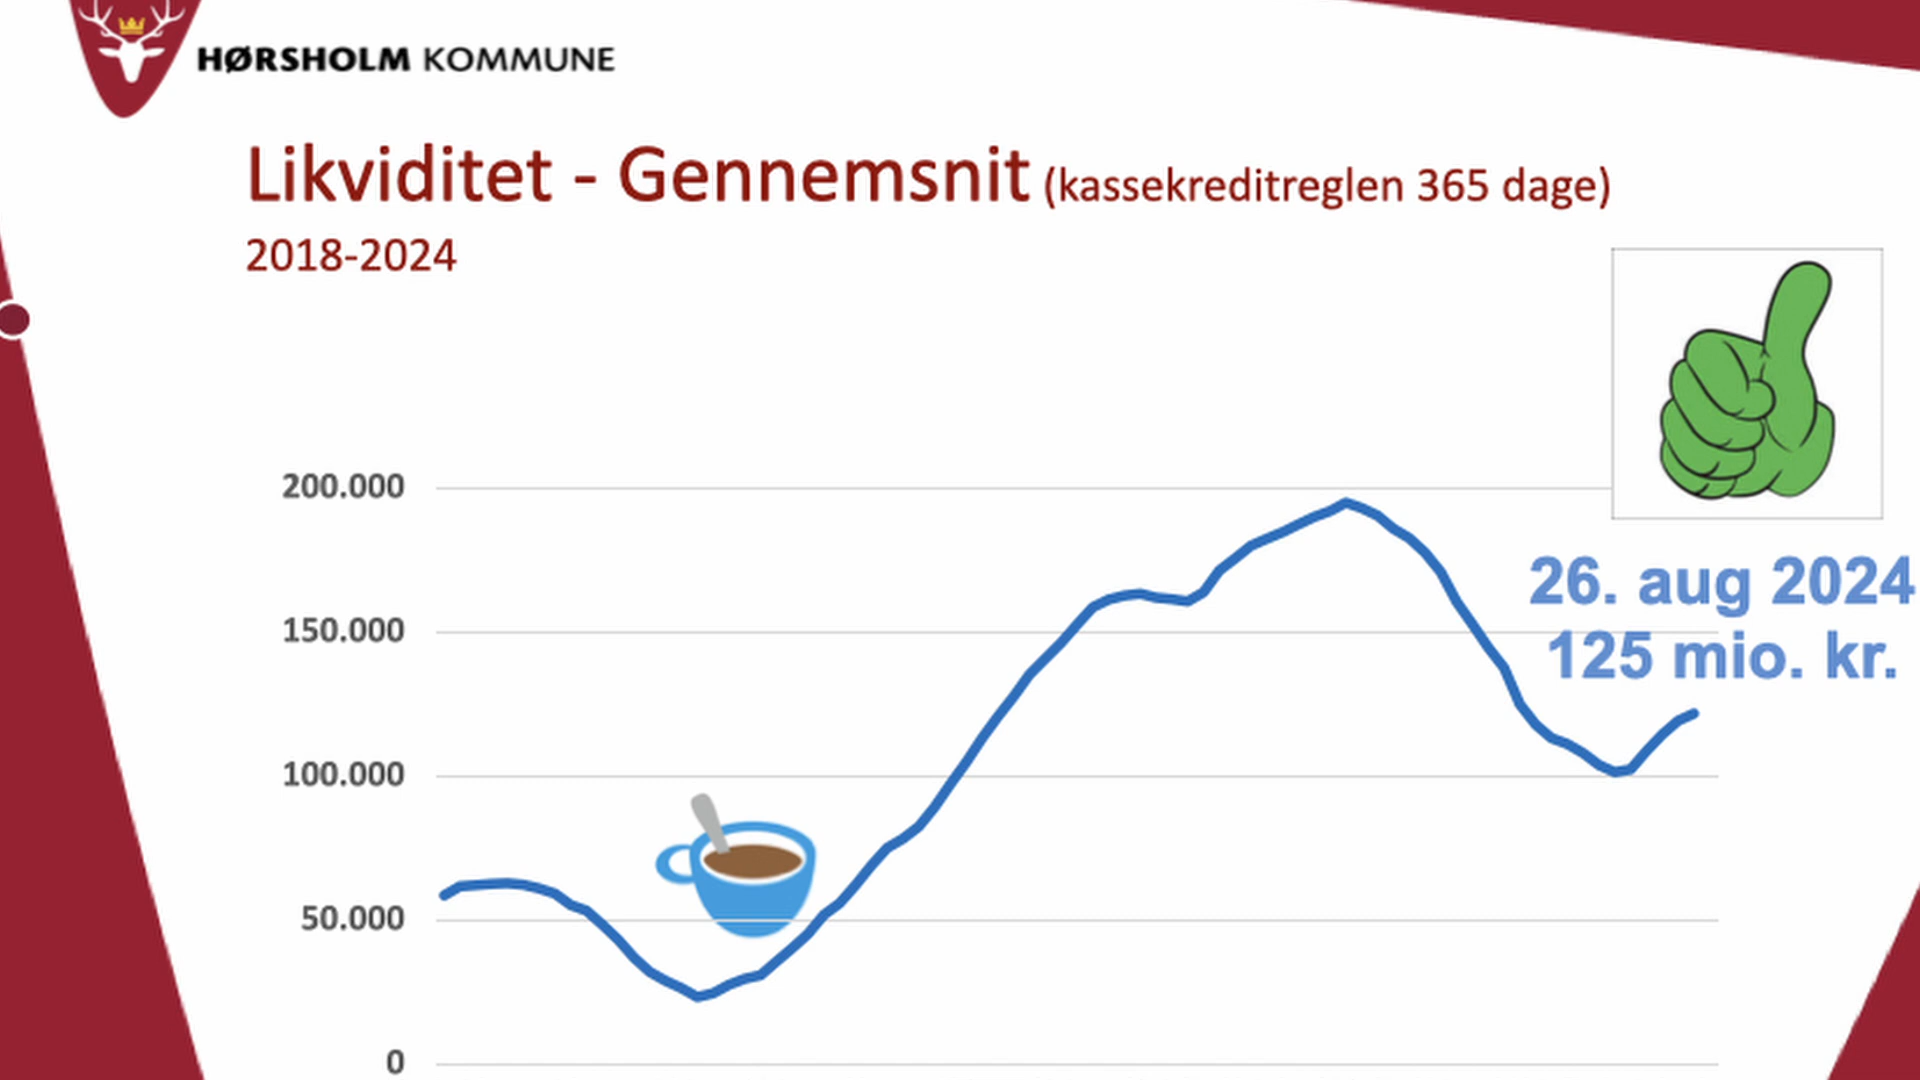 HØRSHOLM KOMMUNE
Likviditet - Gennemsnit (kassekreditreglen 365 dage)
2018-2024
26. aug 2024
125 mio. kr.
200.000
150.000
100.000
50.000
0